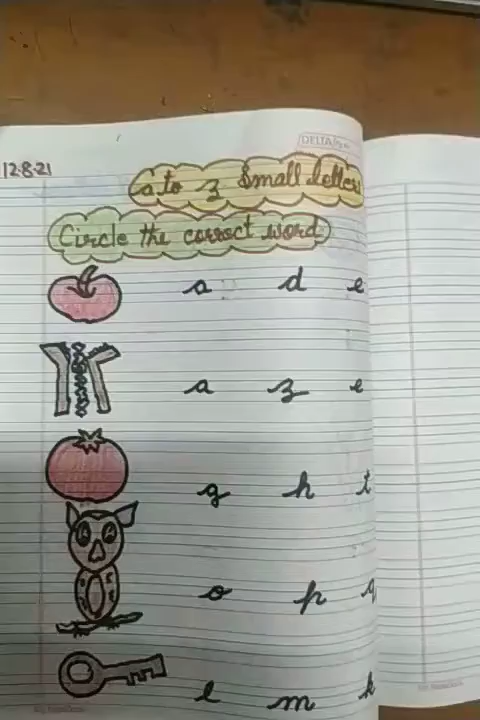 12.8.21
DELTA
a to z Small Letters
Circle the correct word
a d e
a z e
g h t
o p q
l m k